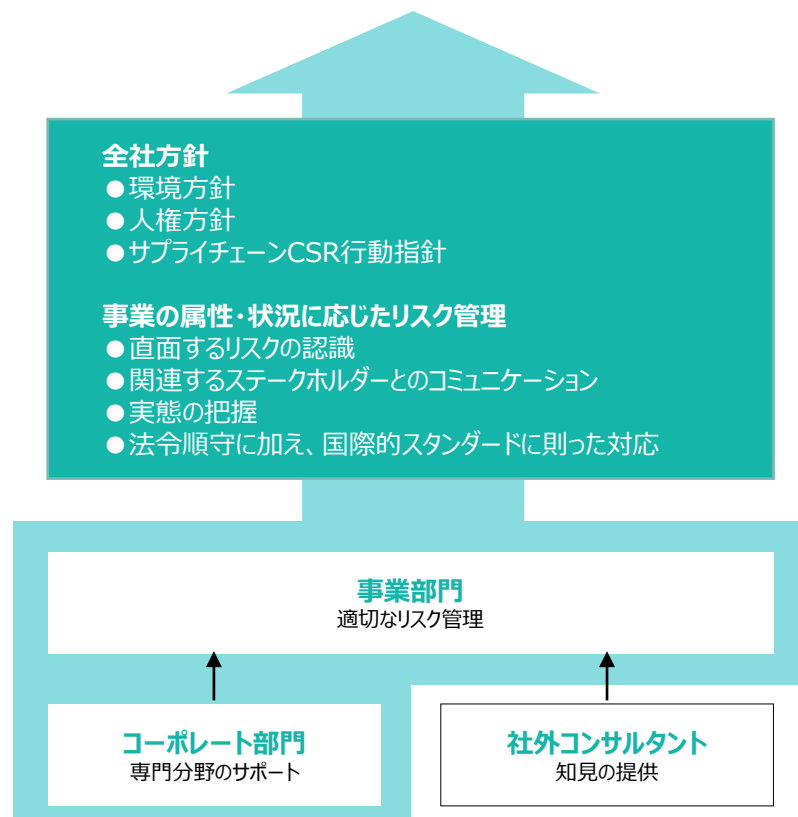 全社方針
●環境方針
●人権方針
●サプライチェーンCSR行動指針
事業の属性・状況に応じたリスク管理
●直面するリスクの認識
●関連するステークホルダーとのコミュニケーション
●実態の把握
●法令順守に加え、国際的スタンダードに則った対応
事業部門
適切なリスク管理
コーポレート部門
専門分野のサポート
社外コンサルタント
知見の提供